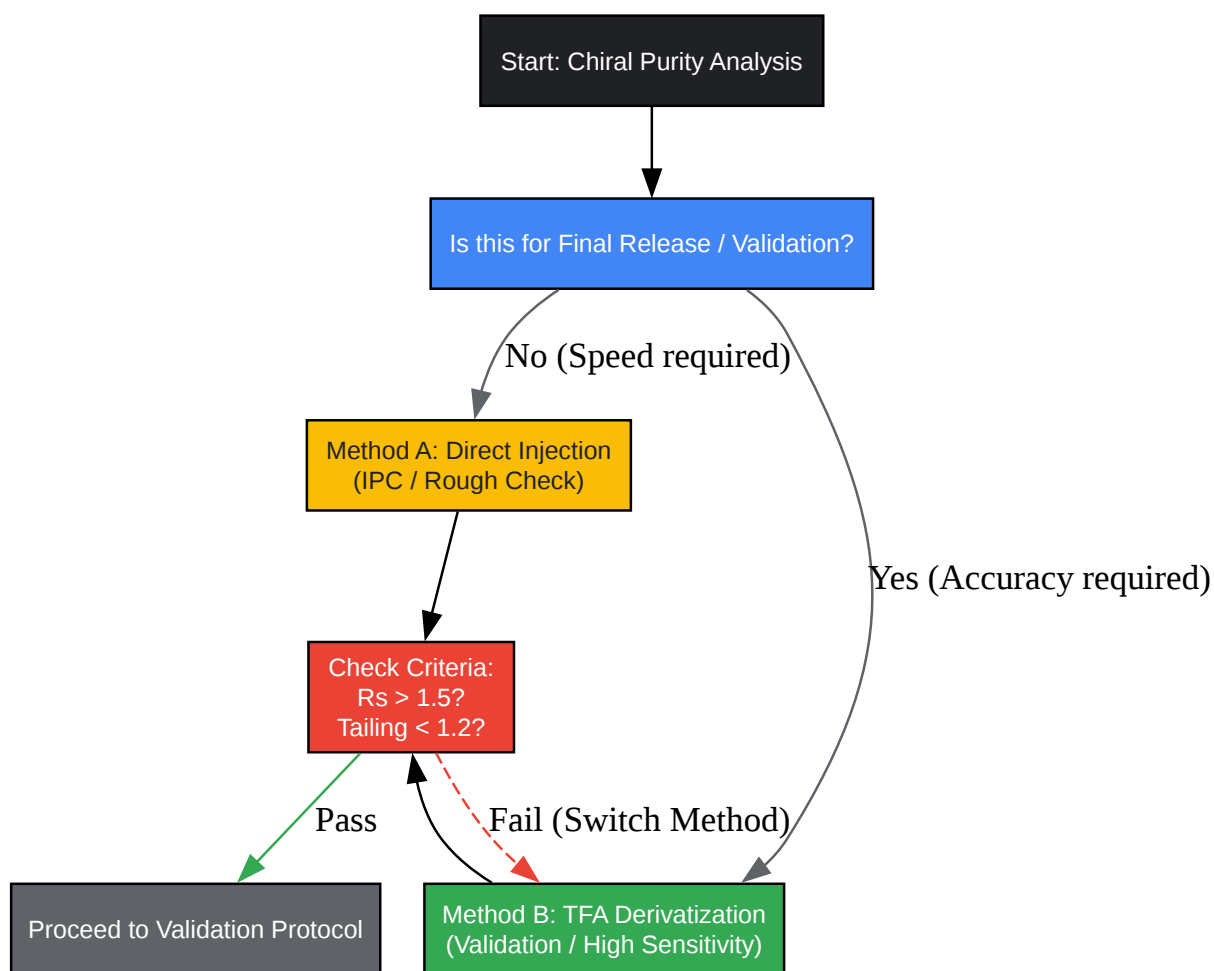 Start: Chiral Purity Analysis
Is this for Final Release / Validation?
No (Speed required)
Method A: Direct Injection
(IPC / Rough Check)
Yes (Accuracy required)
Check Criteria:
Rs > 1.5?
Tailing < 1.2?
Pass
Fail (Switch Method)
Proceed to Validation Protocol
Method B: TFA Derivatization
(Validation / High Sensitivity)